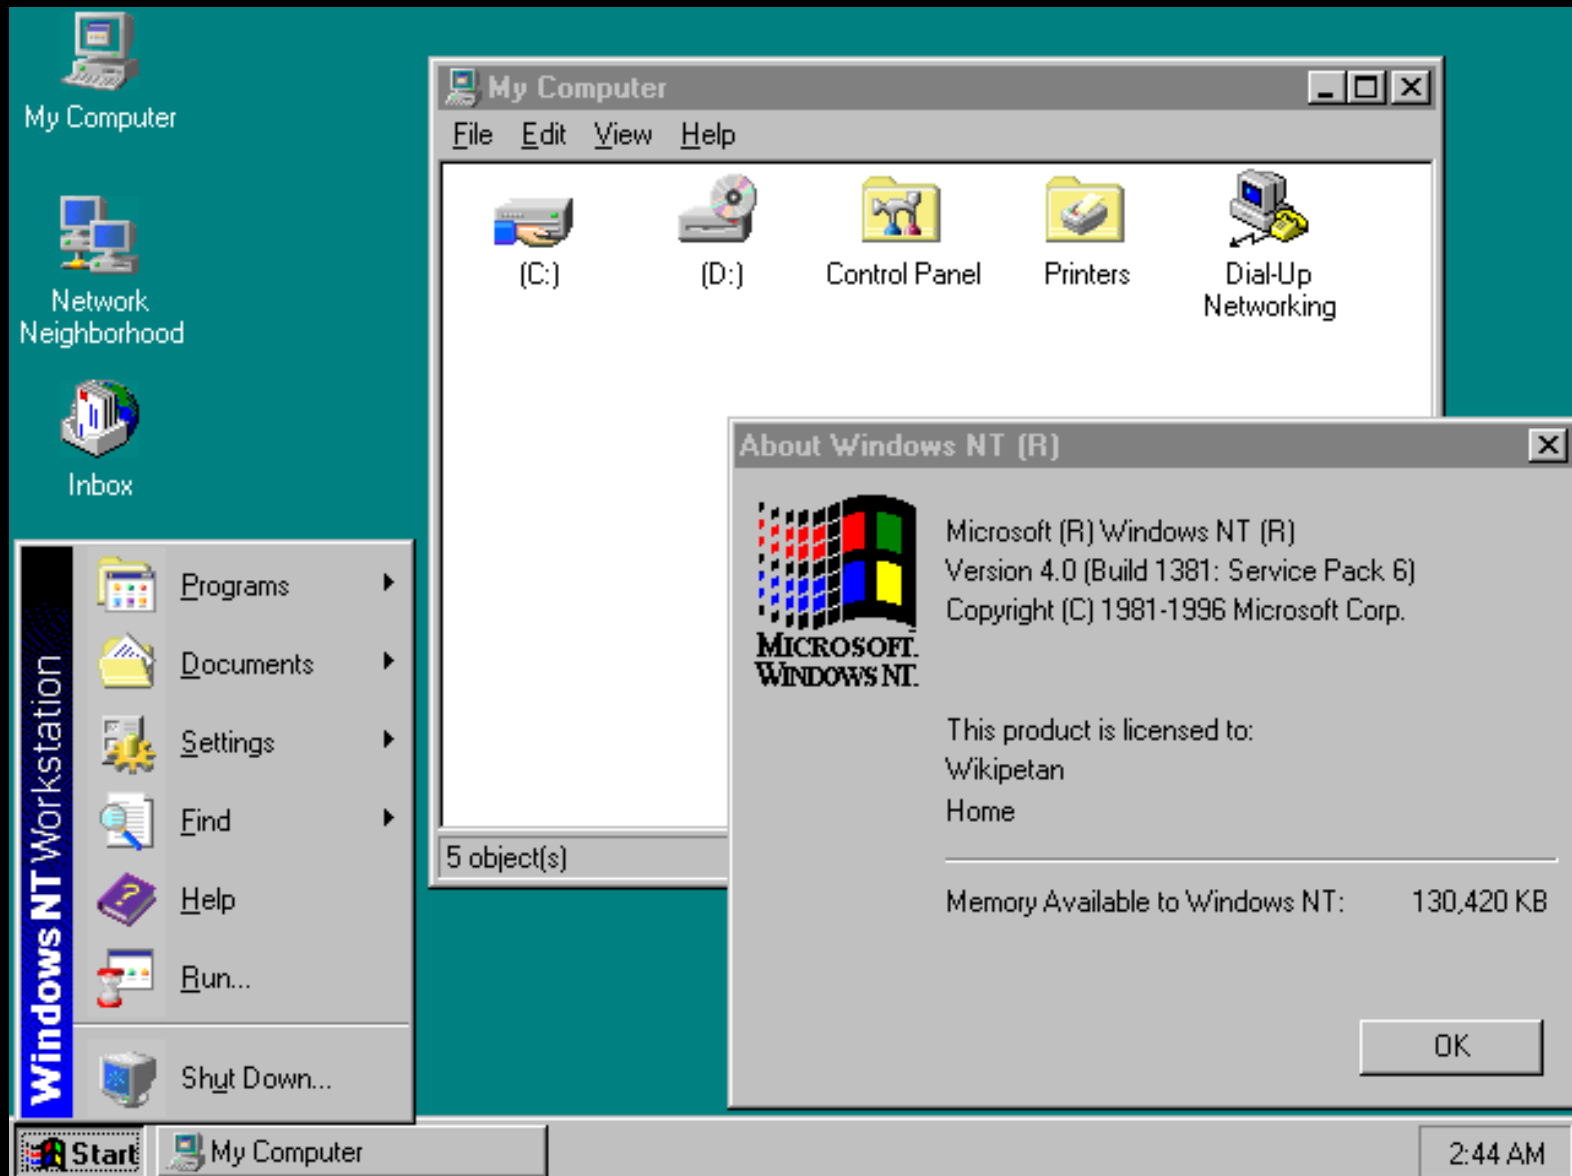 My Computer
Network
Neighborhood
Inbox
My Computer
File Edit View Help
(C:)
(D:)
Control Panel
Printers
Dial-Up
Networking
5 object(s)
About Windows NT (R)
MICROSOFT.
WINDOWS NT.
Microsoft (R) Windows NT (R)
Version 4.0 (Build 1381: Service Pack 6)
Copyright (C) 1981-1996 Microsoft Corp.
This product is licensed to:
Wikipetan
Home
Memory Available to Windows NT: 130,420 KB
OK
Windows NT Workstation
Programs
Documents
Settings
Find
Help
Run...
Shut Down...
Start
My Computer
2:44 AM